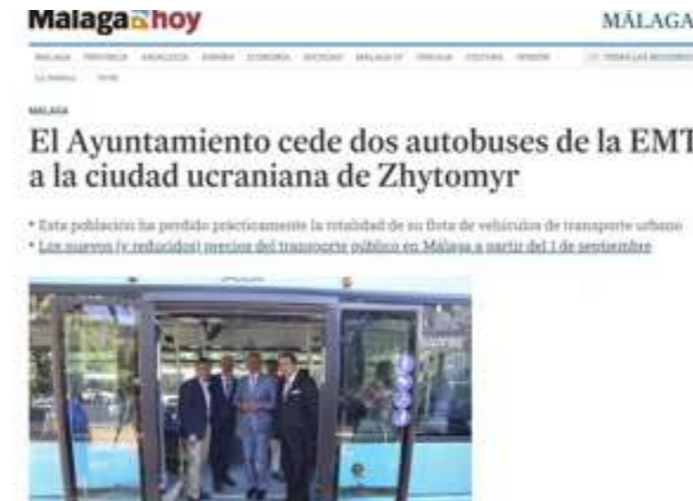 Málaga hoy
MÁLAGA
MÁLAGA
El Ayuntamiento cede dos autobuses de la EMT
a la ciudad ucraniana de Zhytomyr
* Esta población ha perdido prácticamente la totalidad de su flota de vehículos de transporte urbano
* Los nuevos (y reducidos) precios del transporte público en Málaga a partir del 1 de septiembre